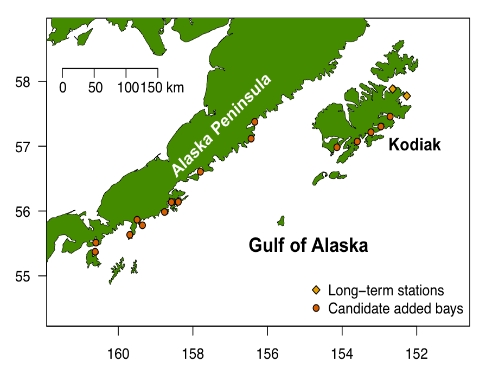 58
57
56
55
0 50 100150 km
Alaska Peninsula
Kodiak
Gulf of Alaska
Long−term stations
Candidate added bays
160 158 156 154 152